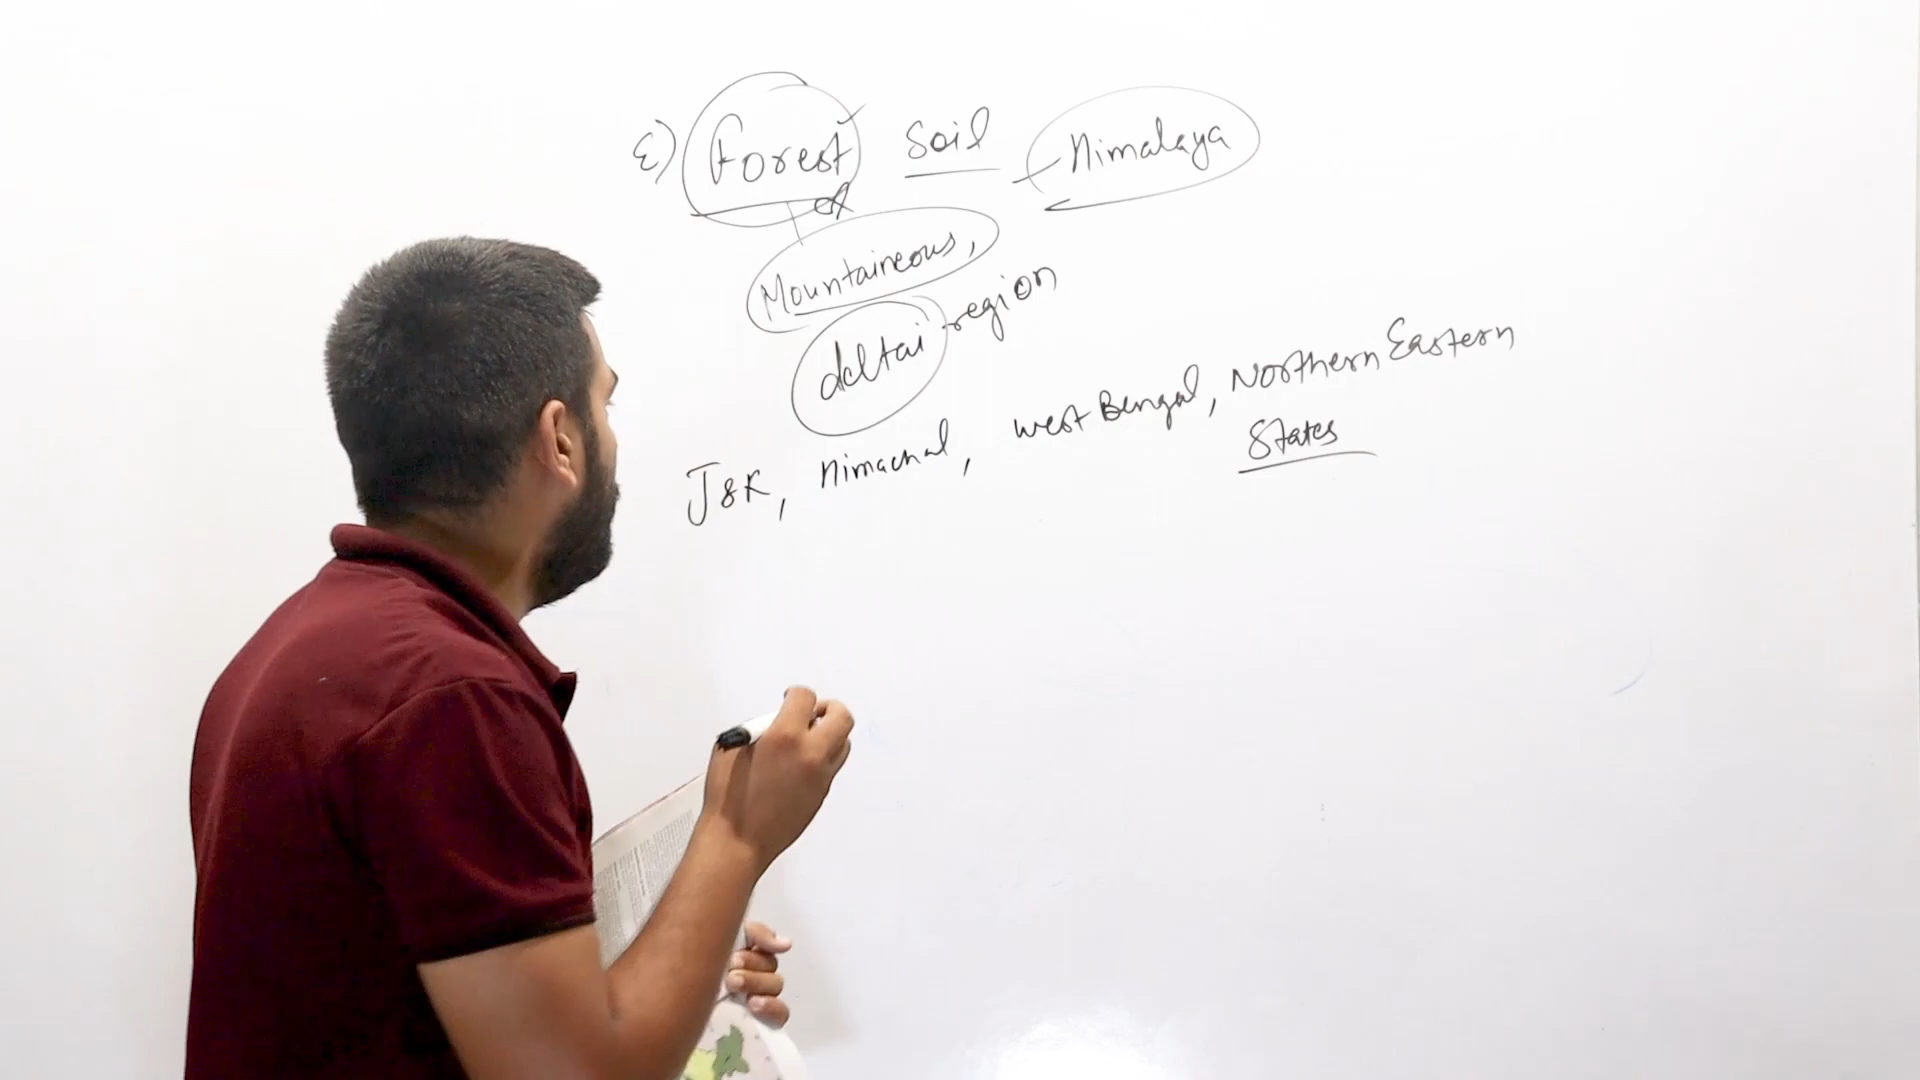 E) Forest Soil - Himalaya
Mountaineous,
deltai region
J&K, Himachal, West Bengal, Northern Eastern
States